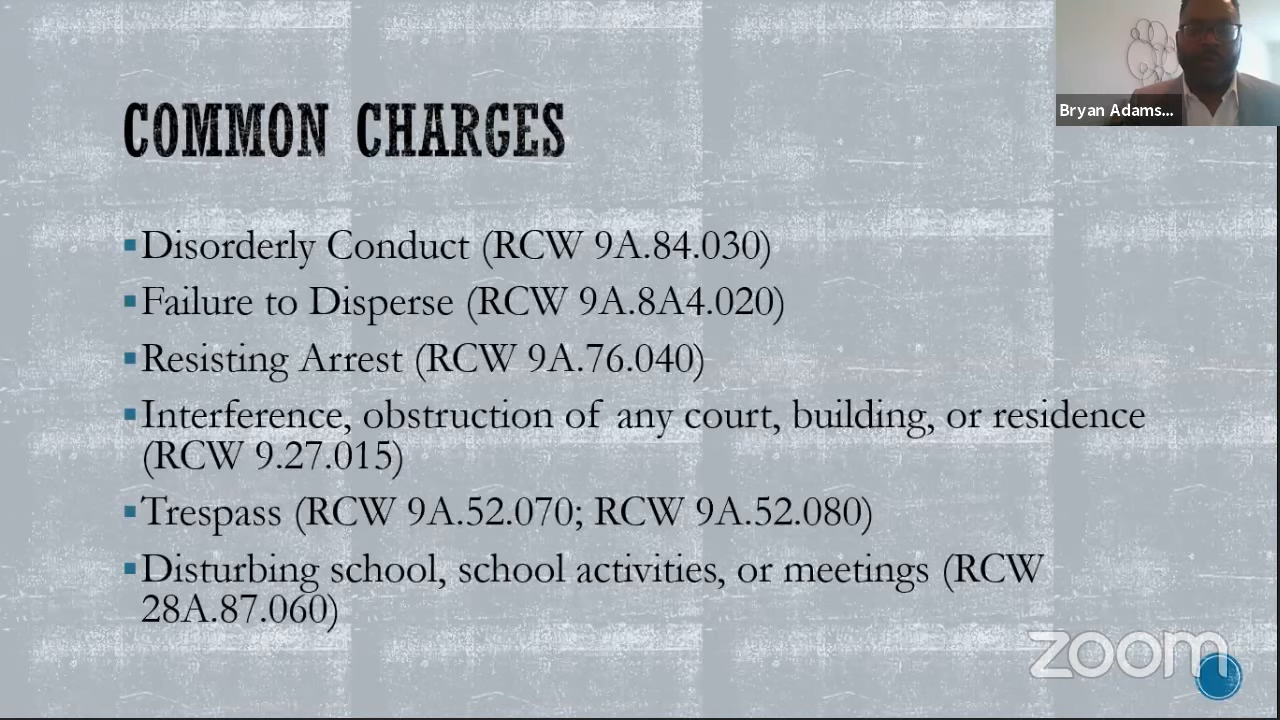 Bryan Adams...
COMMON CHARGES
▪Disorderly Conduct (RCW 9A.84.030)
▪Failure to Disperse (RCW 9A.8A4.020)
▪Resisting Arrest (RCW 9A.76.040)
▪Interference, obstruction of any court, building, or residence
(RCW 9.27.015)
▪Trespass (RCW 9A.52.070; RCW 9A.52.080)
▪Disturbing school, school activities, or meetings (RCW
28A.87.060)
zoom